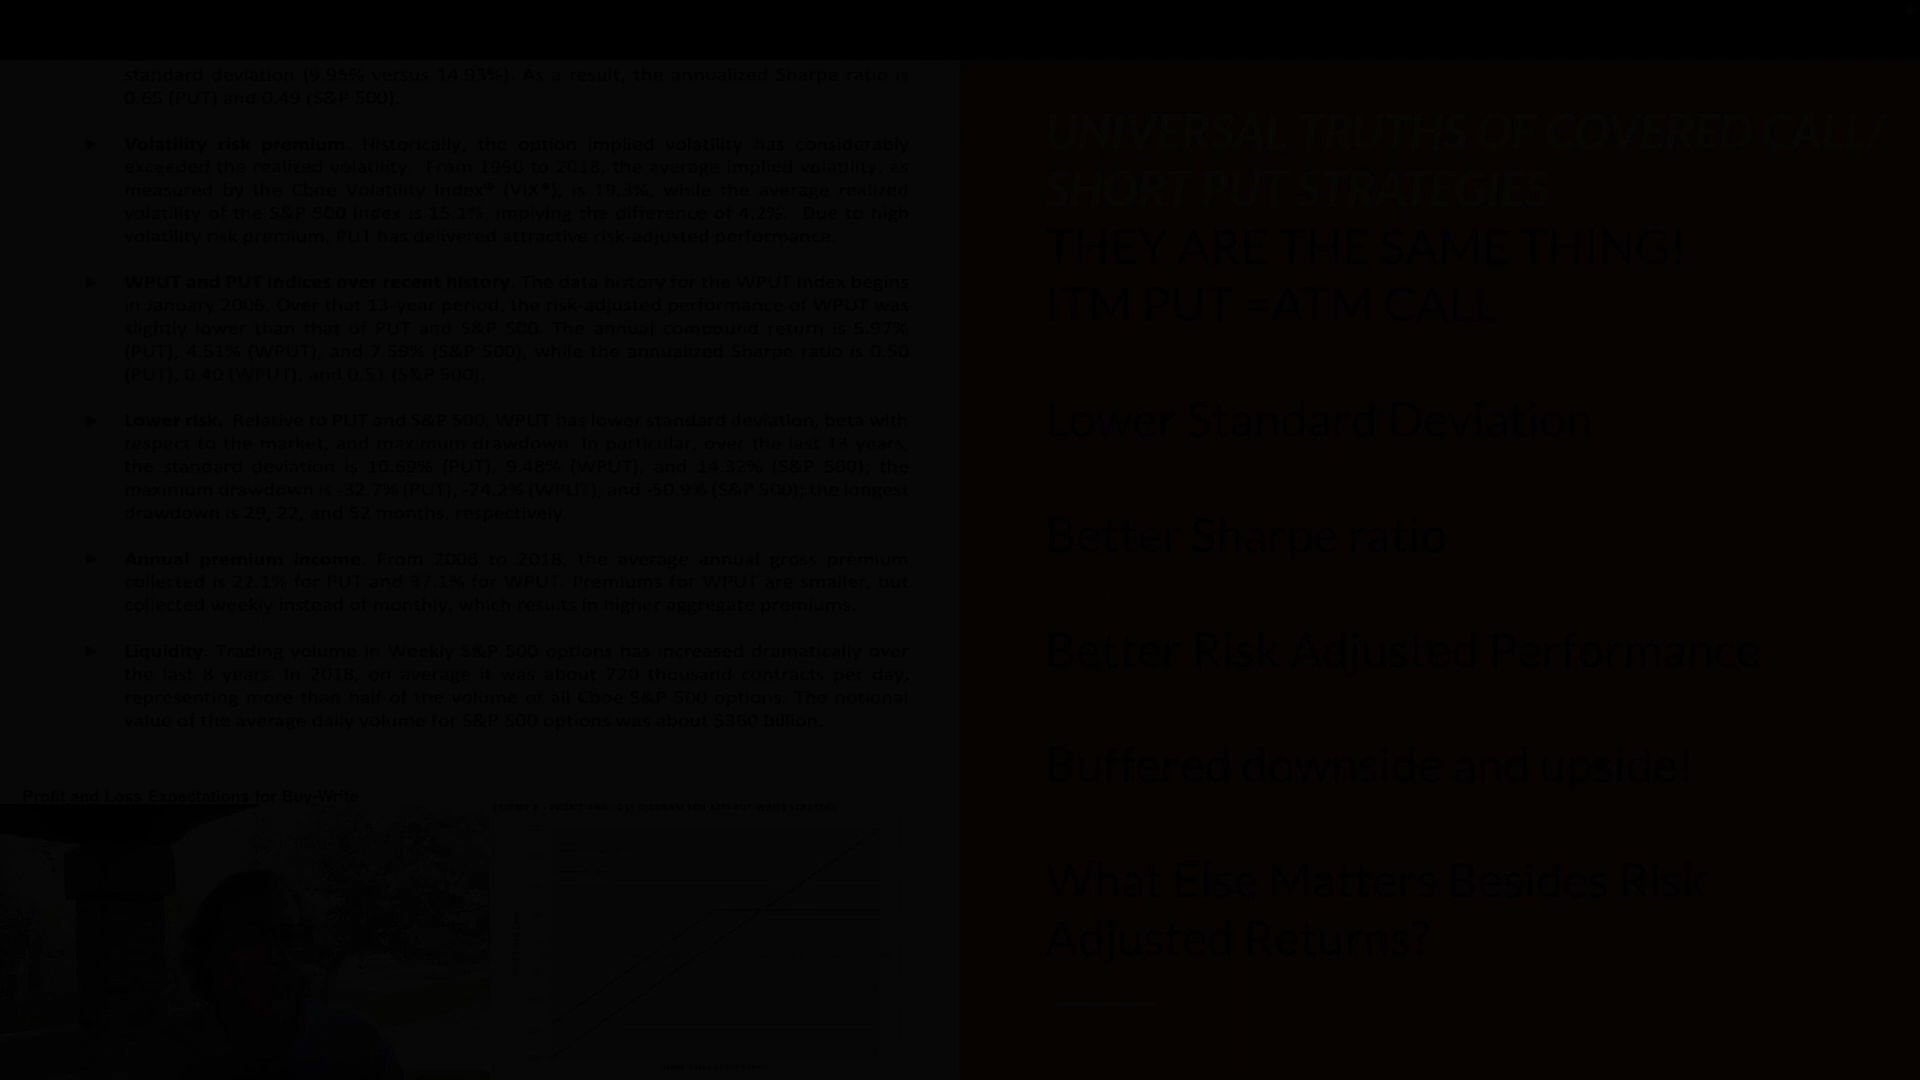 standard deviation (9.95% versus 14.93%). As a result, the annualized Sharpe ratio is
0.65 (PUT) and 0.49 (S&P 500).
► Volatility risk premium. Historically, the option implied volatility has considerably
exceeded the realized volatility. From 1990 to 2018, the average implied volatility, as
measured by the Cboe Volatility Index® (VIX®), is 19.3%, while the average realized
volatility of the S&P 500 Index is 15.1%, implying the difference of 4.2%. Due to high
volatility risk premium, PUT has delivered attractive risk-adjusted performance.
► WPUT and PUT indices over recent history. The data history for the WPUT Index begins
in January 2006. Over that 13-year period, the risk-adjusted performance of WPUT was
slightly lower than that of PUT and S&P 500. The annual compound return is 5.97%
(PUT), 4.51% (WPUT), and 7.59% (S&P 500), while the annualized Sharpe ratio is 0.50
(PUT), 0.40 (WPUT), and 0.51 (S&P 500).
► Lower risk. Relative to PUT and S&P 500, WPUT has lower standard deviation, beta with
respect to the market, and maximum drawdown. In particular, over the last 13 years,
the standard deviation is 10.69% (PUT), 9.48% (WPUT), and 14.32% (S&P 500); the
maximum drawdown is -32.7% (PUT), -24.2% (WPUT), and -50.9% (S&P 500); the longest
drawdown is 29, 22, and 52 months, respectively.
► Annual premium income. From 2006 to 2018, the average annual gross premium
collected is 22.1% for PUT and 37.1% for WPUT. Premiums for WPUT are smaller, but
collected weekly instead of monthly, which results in higher aggregate premiums.
► Liquidity. Trading volume in Weekly S&P 500 options has increased dramatically over
the last 8 years. In 2018, on average it was about 720 thousand contracts per day,
representing more than half of the volume of all Cboe S&P 500 options. The notional
value of the average daily volume for S&P 500 options was about $360 billion.
Profit and Loss Expectations for Buy-Write
UNIVERSAL TRUTHS OF COVERED CALL/
SHORT PUT STRATEGIES
THEY ARE THE SAME THING!
ITM PUT =ATM CALL
Lower Standard Deviation
Better Sharpe ratio
Better Risk Adjusted Performance
Buffered downside and upside!
What Else Matters Besides Risk
Adjusted Returns?